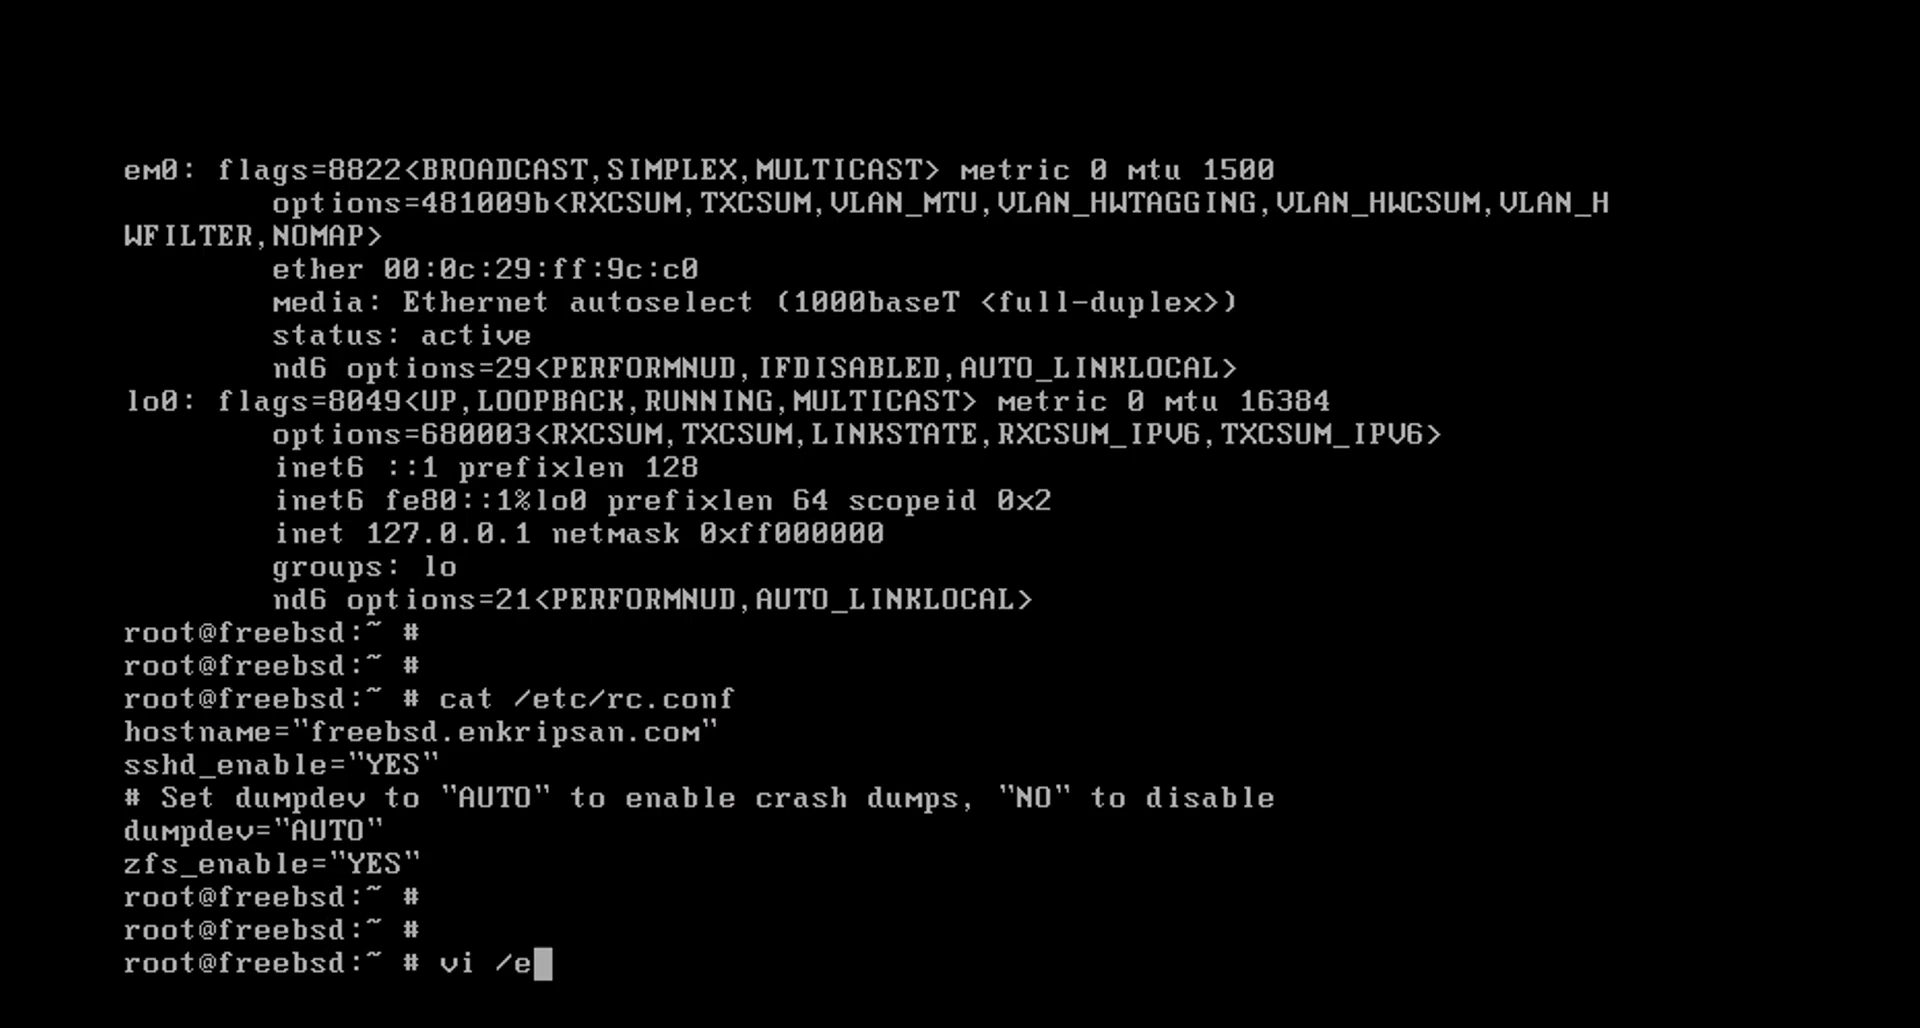 em0: flags=8822<BROADCAST,SIMPLEX,MULTICAST> metric 0 mtu 1500
        options=481009b<RXCSUM,TXCSUM,VLAN_MTU,VLAN_HWTAGGING,VLAN_HWCSUM,VLAN_H
WFILTER,NOMAP>
        ether 00:0c:29:ff:9c:c0
        media: Ethernet autoselect (1000baseT <full-duplex>)
        status: active
        nd6 options=29<PERFORMNUD,IFDISABLED,AUTO_LINKLOCAL>
lo0: flags=8049<UP,LOOPBACK,RUNNING,MULTICAST> metric 0 mtu 16384
        options=680003<RXCSUM,TXCSUM,LINKSTATE,RXCSUM_IPV6,TXCSUM_IPV6>
        inet6 ::1 prefixlen 128
        inet6 fe80::1%lo0 prefixlen 64 scopeid 0x2
        inet 127.0.0.1 netmask 0xff000000
        groups: lo
        nd6 options=21<PERFORMNUD,AUTO_LINKLOCAL>
root@freebsd:~ #
root@freebsd:~ #
root@freebsd:~ # cat /etc/rc.conf
hostname="freebsd.enkripsan.com"
sshd_enable="YES"
# Set dumpdev to "AUTO" to enable crash dumps, "NO" to disable
dumpdev="AUTO"
zfs_enable="YES"
root@freebsd:~ #
root@freebsd:~ #
root@freebsd:~ # vi /e